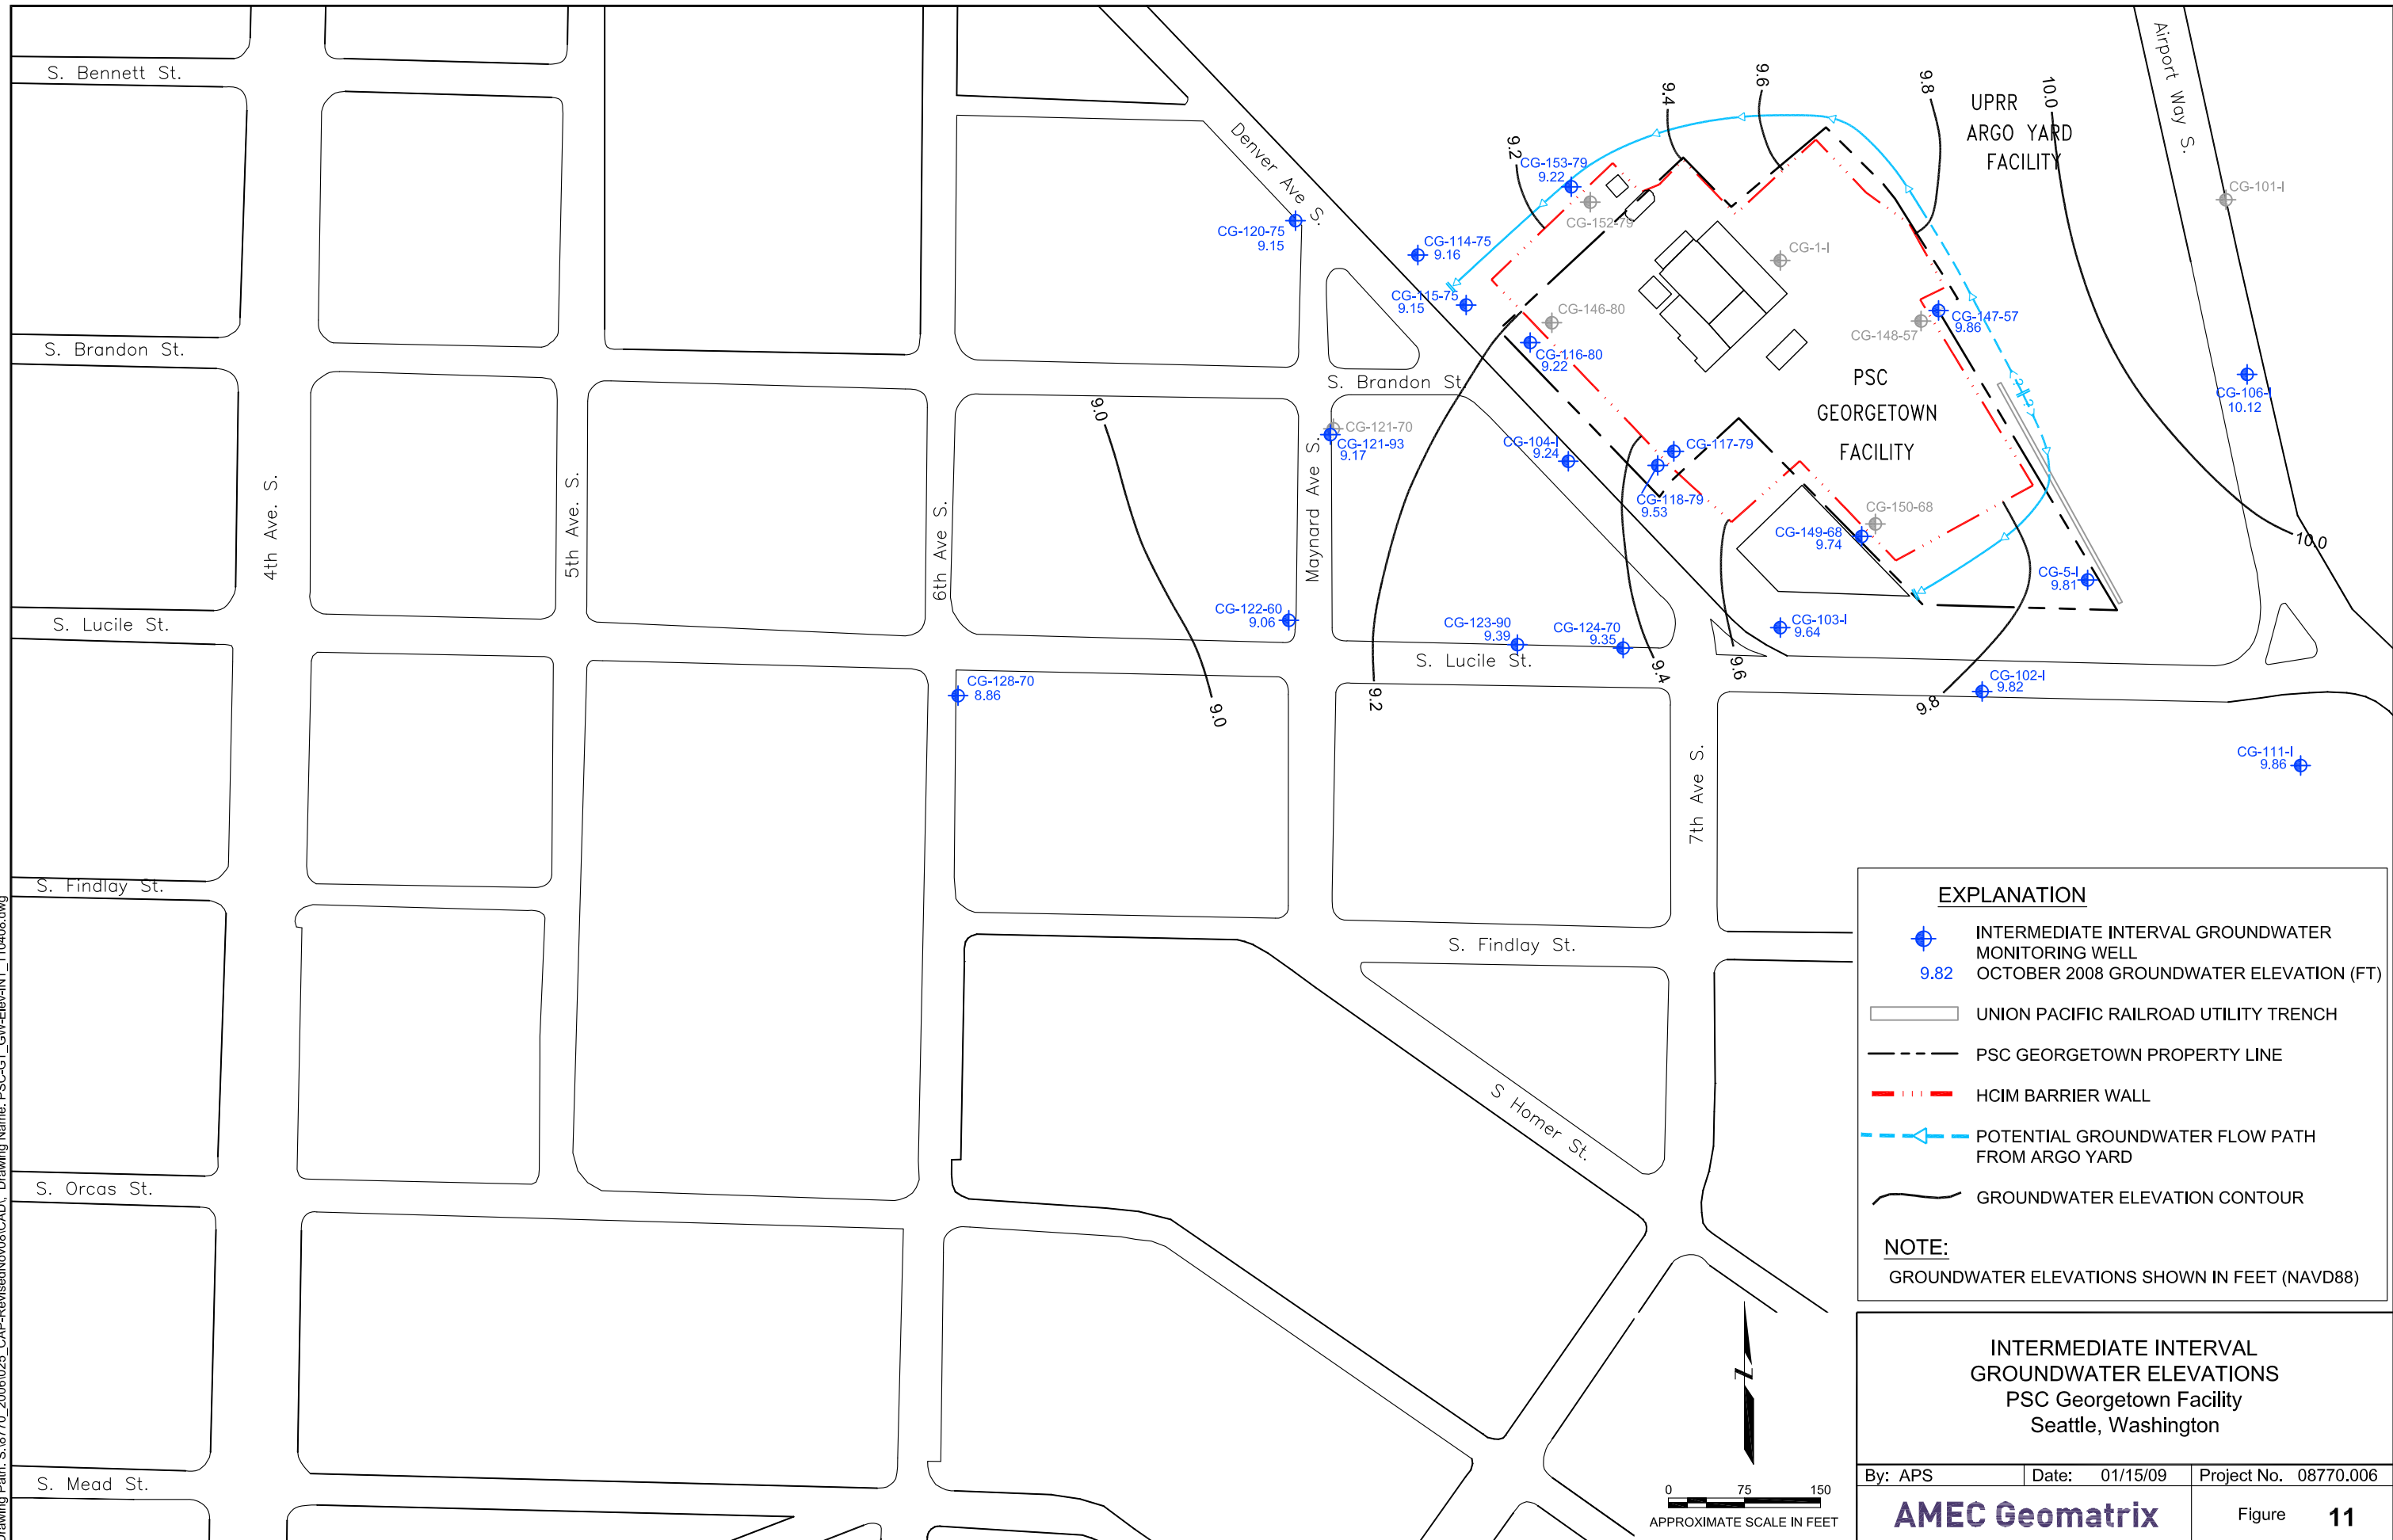 S. Bennett St.
S. Brandon St.
S. Lucile St.
S. Findlay St.
S. Orcas St.
S. Mead St.
4th Ave. S.
5th Ave. S.
6th Ave S.
Maynard Ave S.
7th Ave S.
Denver Ave S.
Airport Way S.
S. Brandon St.
S. Lucile St.
S. Findlay St.
S Homer St.
UPRR
ARGO YARD
FACILITY
PSC
GEORGETOWN
FACILITY
9.2
9.4
9.6
9.8
10.0
10.0
9.0
9.0
9.2
9.4
9.6
9.8
CG-153-79
9.22
CG-152-79
CG-120-75
9.15
CG-114-75
9.16
CG-115-75
9.15
CG-146-80
CG-116-80
9.22
CG-1-I
CG-101-I
CG-147-57
9.86
CG-148-57
CG-106-I
10.12
CG-121-70
CG-121-93
9.17
CG-104-I
9.24
CG-117-79
CG-118-79
9.53
CG-150-68
CG-149-68
9.74
CG-5-I
9.81
CG-122-60
9.06
CG-123-90
9.39
CG-124-70
9.35
CG-103-I
9.64
CG-128-70
8.86
CG-102-I
9.82
CG-111-I
9.86
?
?
EXPLANATION
INTERMEDIATE INTERVAL GROUNDWATER
MONITORING WELL
9.82 OCTOBER 2008 GROUNDWATER ELEVATION (FT)
UNION PACIFIC RAILROAD UTILITY TRENCH
PSC GEORGETOWN PROPERTY LINE
HCIM BARRIER WALL
POTENTIAL GROUNDWATER FLOW PATH
FROM ARGO YARD
GROUNDWATER ELEVATION CONTOUR
NOTE:
GROUNDWATER ELEVATIONS SHOWN IN FEET (NAVD88)
Z
0 75 150
APPROXIMATE SCALE IN FEET
INTERMEDIATE INTERVAL
GROUNDWATER ELEVATIONS
PSC Georgetown Facility
Seattle, Washington
By: APS Date: 01/15/09 Project No. 08770.006
AMEC Geomatrix Figure 11